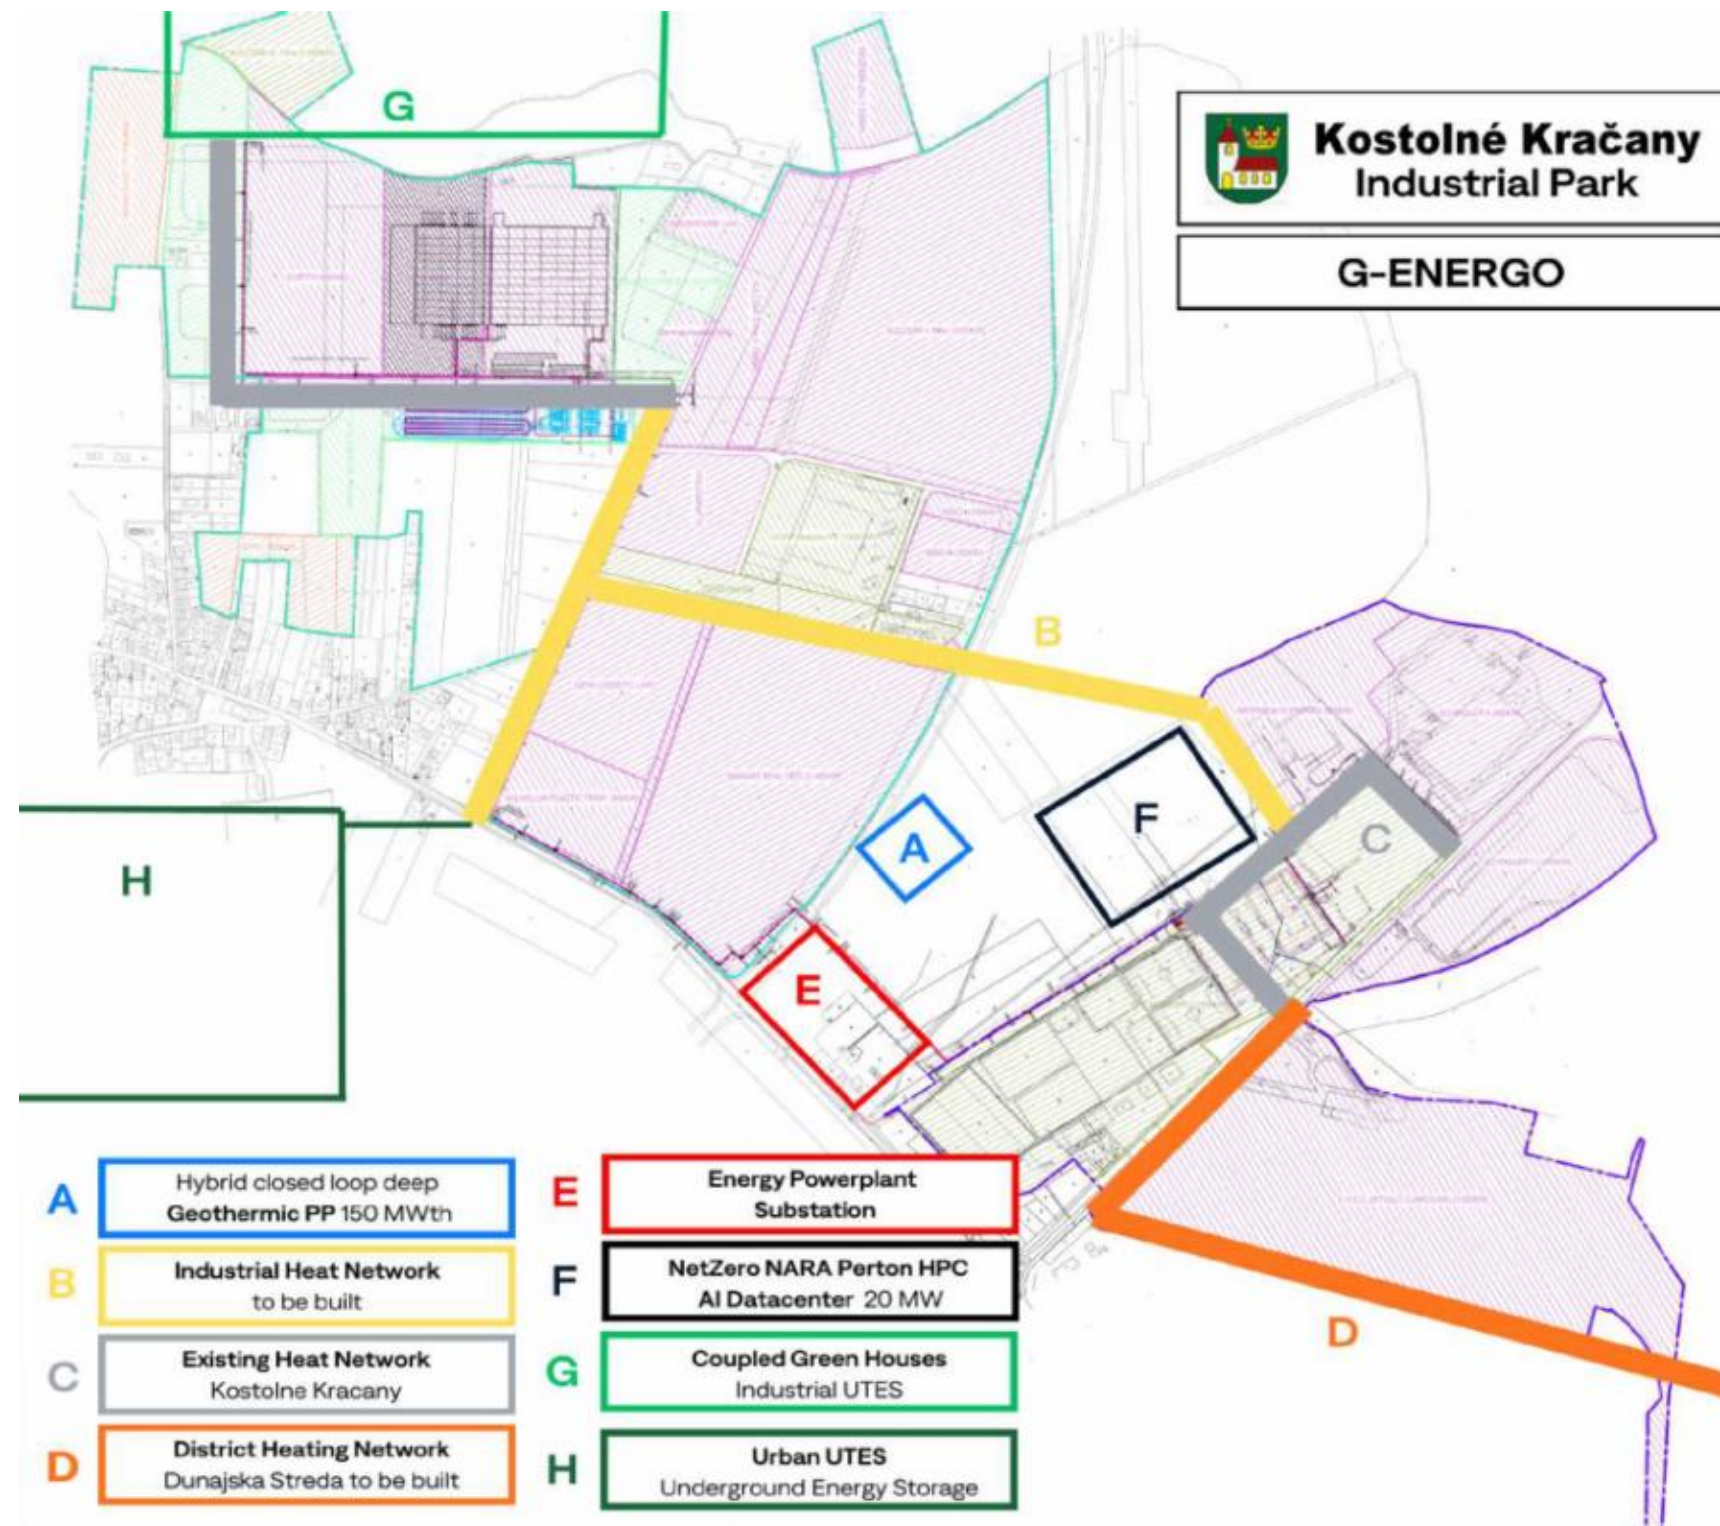 G
Kostolné Kračany
Industrial Park
G-ENERGO
B
F
A
C
H
E
D
A
Hybrid closed loop deep
Geothermic PP 150 MWth
B
Industrial Heat Network
to be built
C
Existing Heat Network
Kostolne Kracany
D
District Heating Network
Dunajska Streda to be built
E
Energy Powerplant
Substation
F
NetZero NARA Perton HPC
AI Datacenter 20 MW
G
Coupled Green Houses
Industrial UTES
H
Urban UTES
Underground Energy Storage